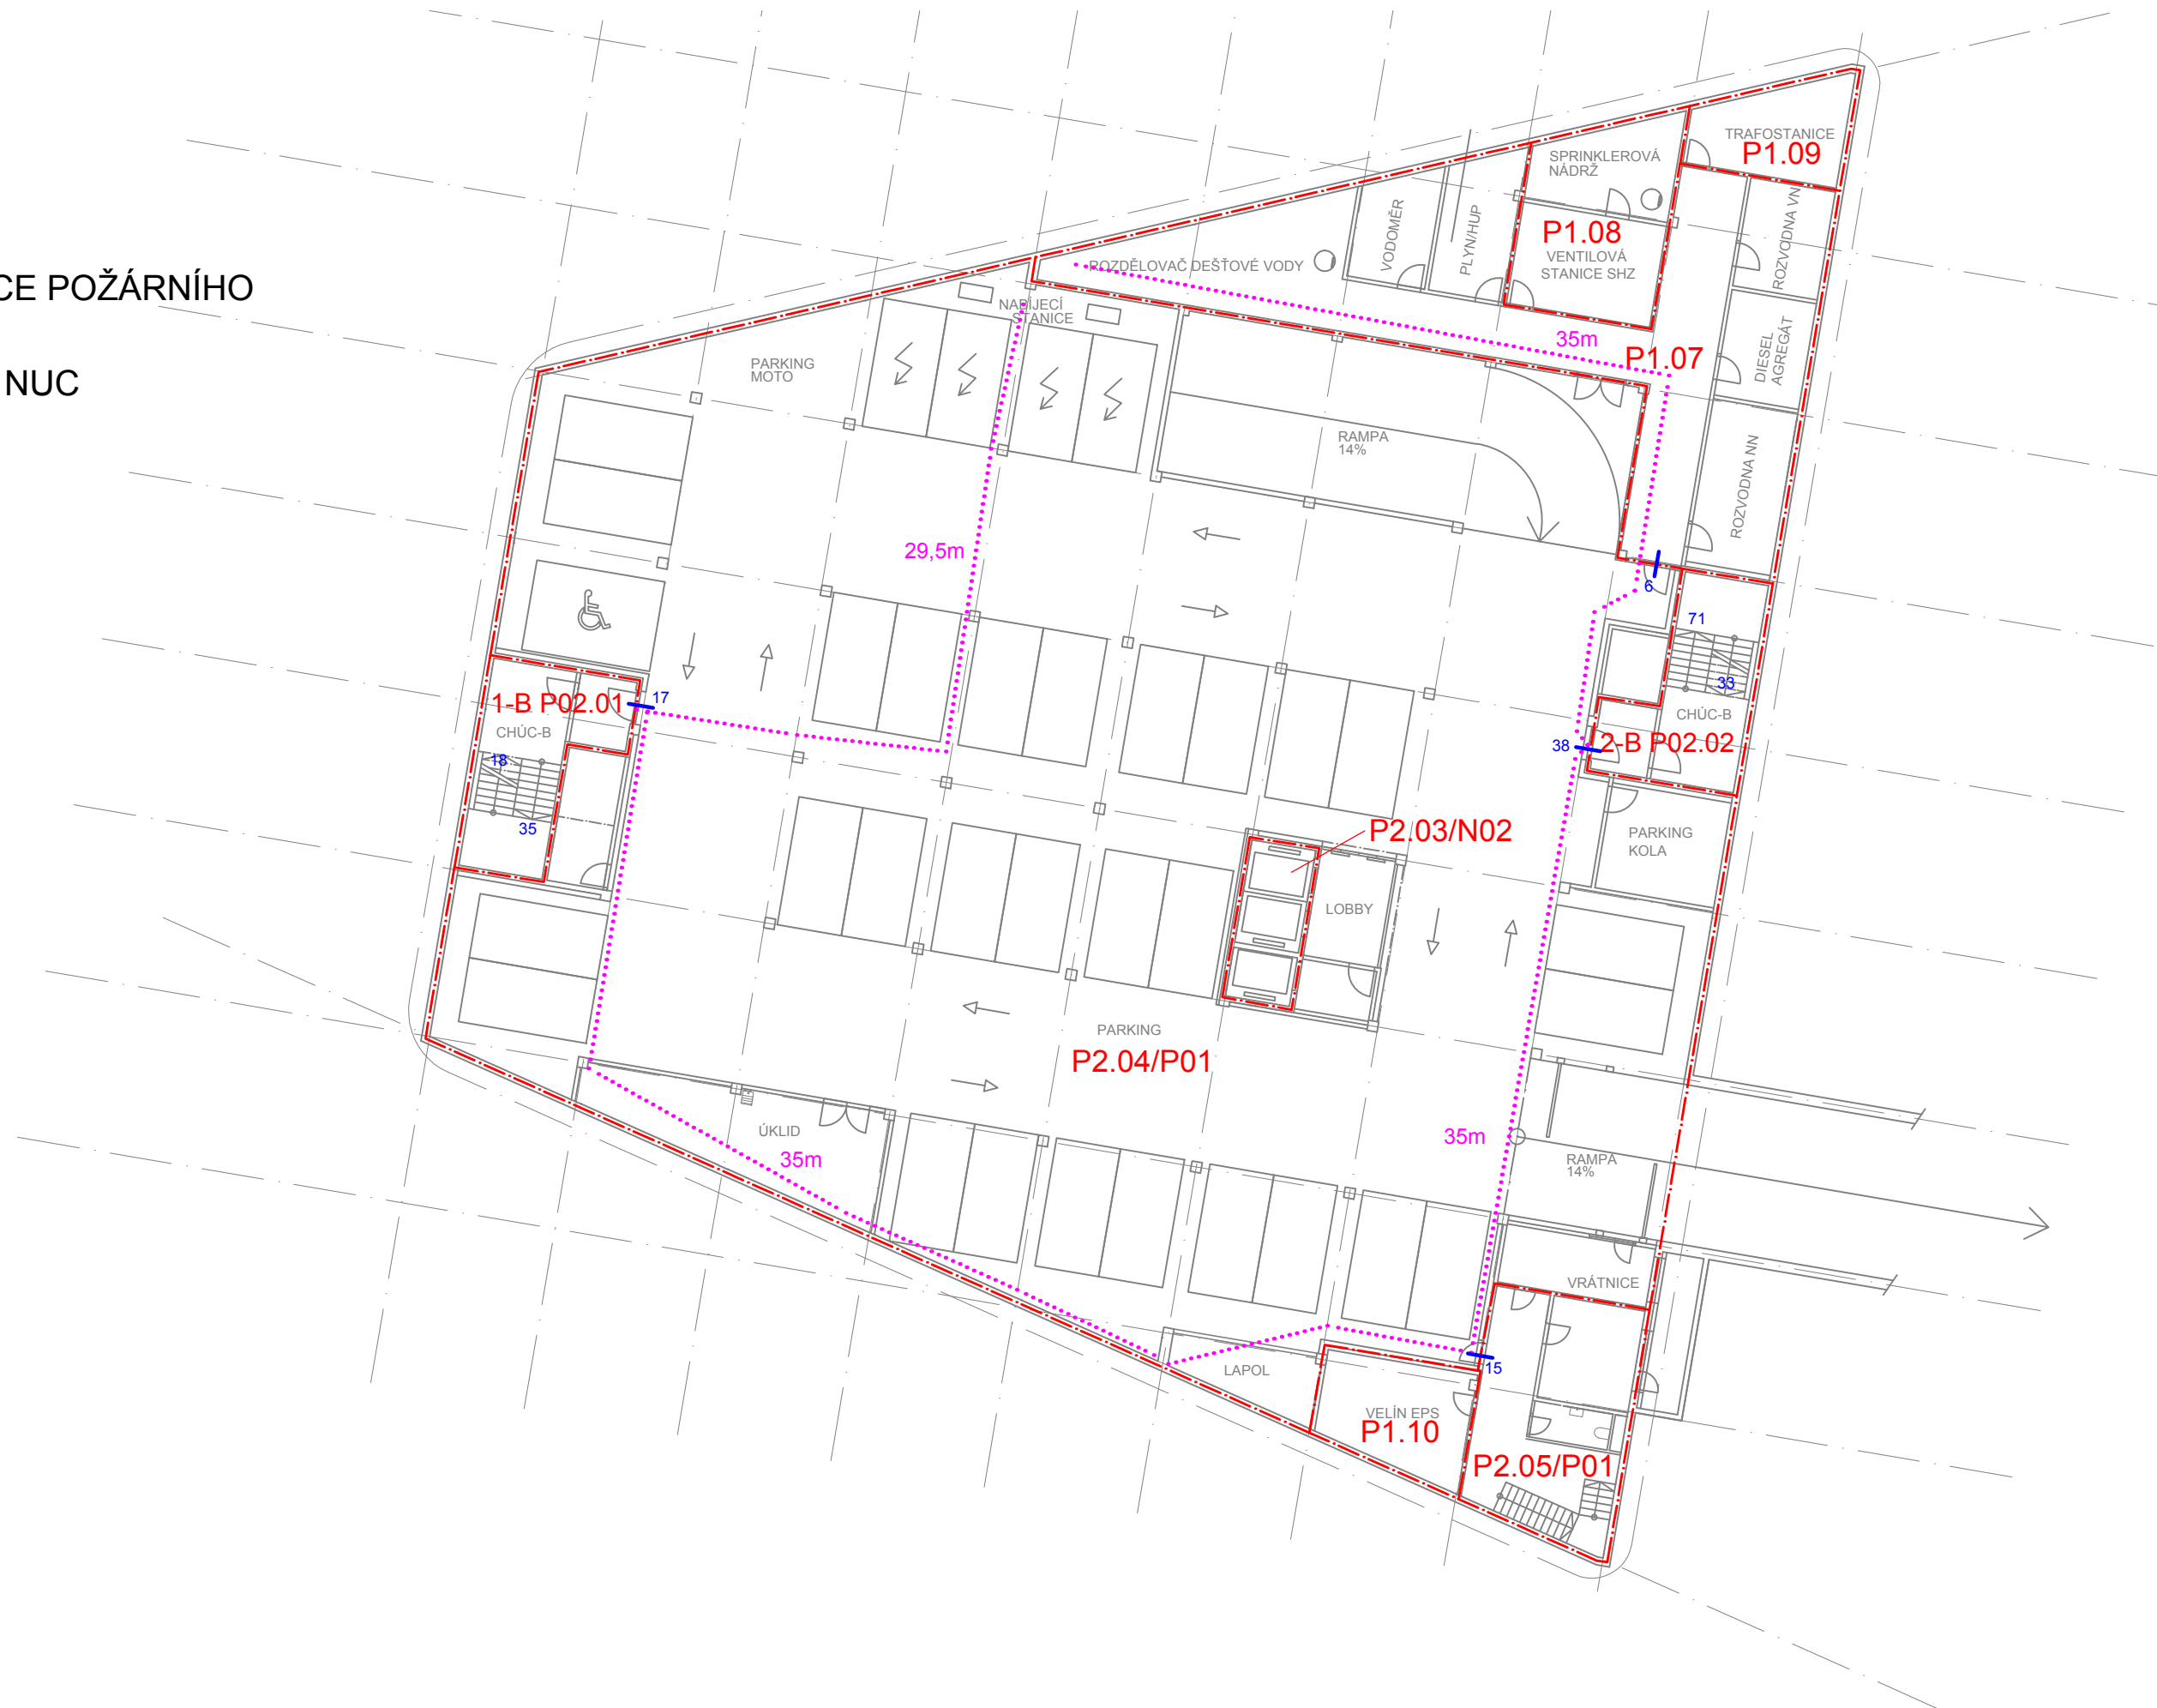 CE POŽÁRNÍHO
NUC
TRAFOSTANICE
P1.09
SPRINKLEROVÁ
NÁDRŽ
ROZVODNA VN
VODOMĚR
PLYN/HUP
P1.08
VENTILOVÁ
STANICE SHZ
ROZDĚLOVAČ DEŠŤOVÉ VODY
NABÍJECÍ
STANICE
35m
P1.07
DIESEL
AGREGÁT
PARKING
MOTO
RAMPA
14%
ROZVODNA NN
29,5m
6
71
33
1-B P02.01
17
CHÚC-B
18
35
CHÚC-B
38
2-B P02.02
P2.03/N02
PARKING
KOLA
LOBBY
PARKING
P2.04/P01
ÚKLID
35m
35m
RAMPA
14%
VRÁTNICE
15
LAPOL
VELÍN EPS
P1.10
P2.05/P01